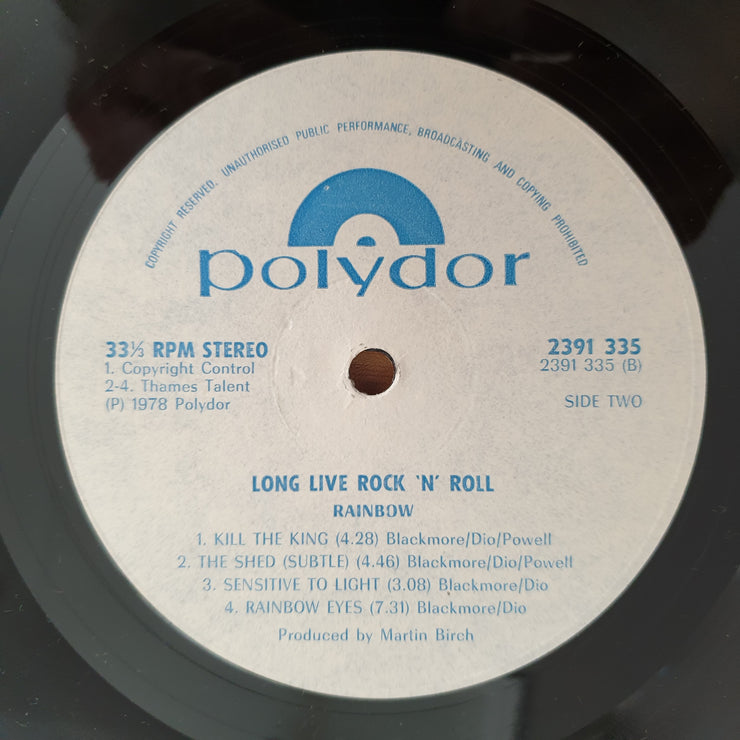 COPYRIGHT RESERVED. UNAUTHORISED PUBLIC PERFORMANCE, BROADCASTING AND COPYING PROHIBITED
polydor
33⅓ RPM STEREO
1. Copyright Control
2-4. Thames Talent
(P) 1978 Polydor
2391 335
2391 335 (B)
SIDE TWO
LONG LIVE ROCK 'N' ROLL
RAINBOW
1. KILL THE KING (4.28) Blackmore/Dio/Powell
2. THE SHED (SUBTLE) (4.46) Blackmore/Dio/Powell
3. SENSITIVE TO LIGHT (3.08) Blackmore/Dio
4. RAINBOW EYES (7.31) Blackmore/Dio
Produced by Martin Birch